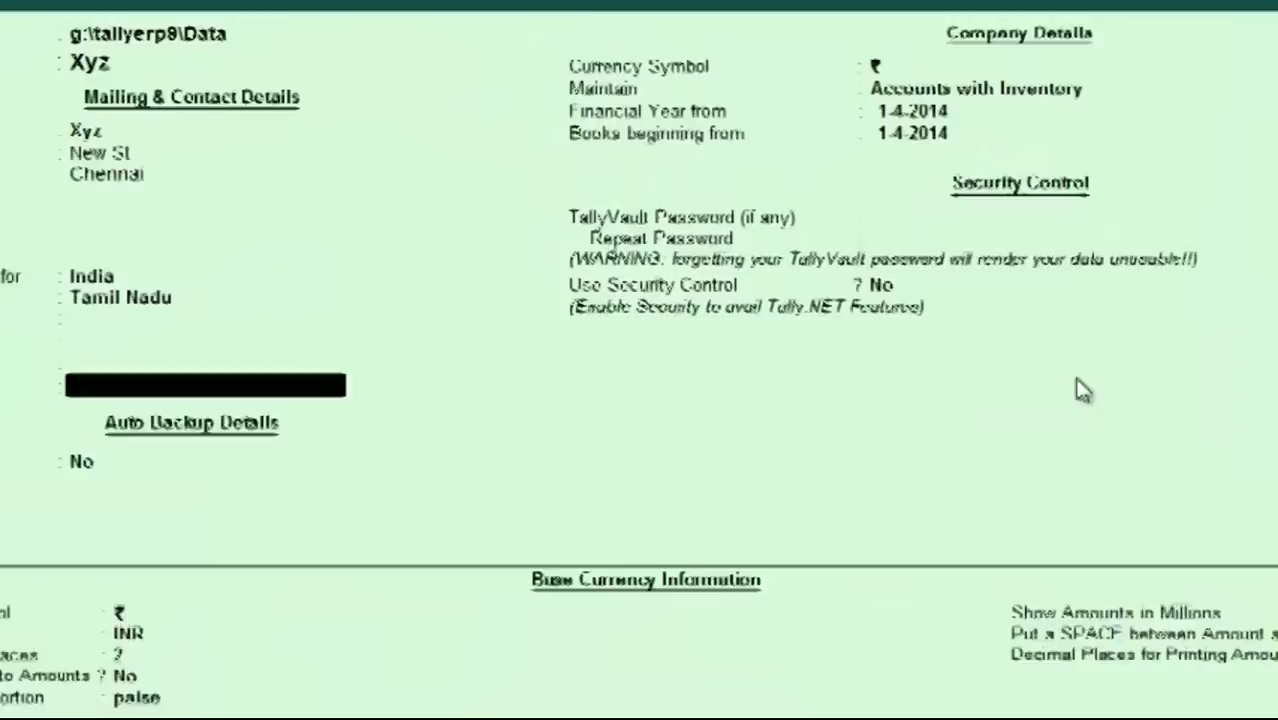 : g:\tallyerp9\Data
: Xyz
Mailing & Contact Details
: Xyz
: New St
: Chennai
for : India
: Tamil Nadu
Auto Backup Details
: No
Company Details
Currency Symbol : ₹
Maintain : Accounts with Inventory
Financial Year from : 1-4-2014
Books beginning from : 1-4-2014
Security Control
TallyVault Password (if any)
Repeat Password
(WARNING: forgetting your TallyVault password will render your data unusable!!)
Use Security Control ? No
(Enable Security to avail Tally.NET Features)
Base Currency Information
ol : ₹
: INR
aces : 2
to Amounts ? No
ortion : paise
Show Amounts in Millions
Put a SPACE between Amount a
Decimal Places for Printing Amou